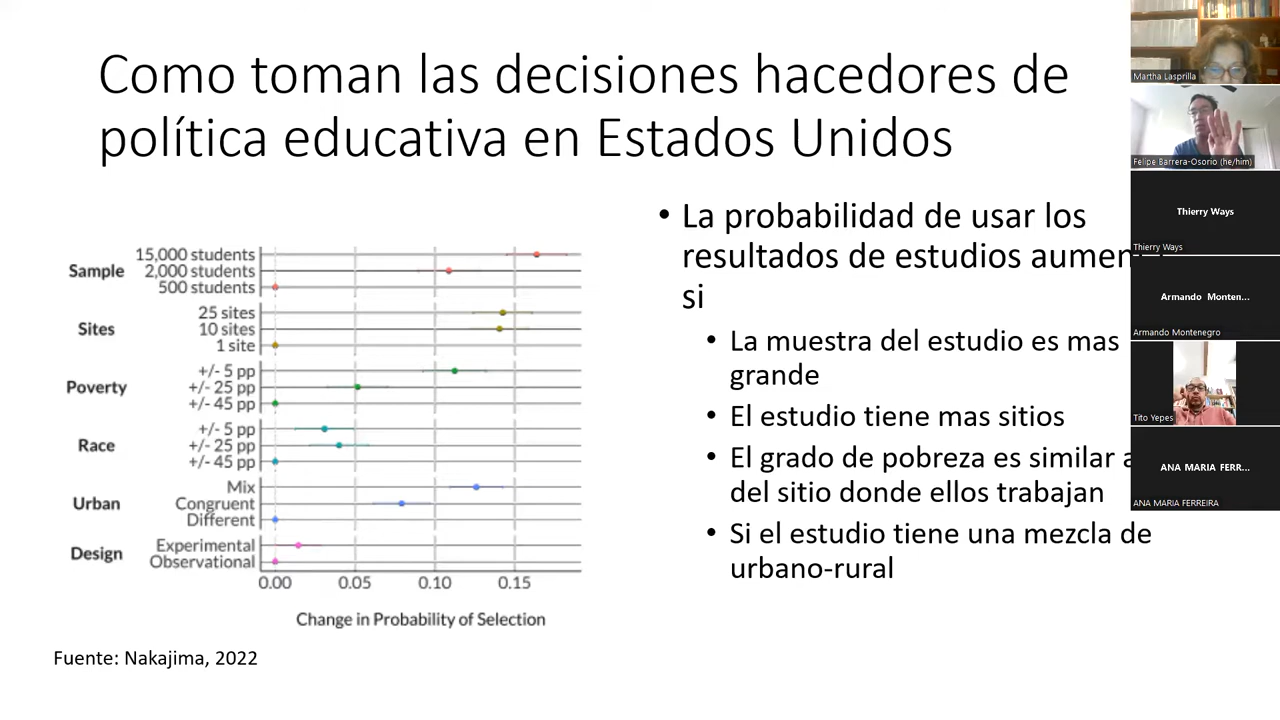 Como toman las decisiones hacedores de
política educativa en Estados Unidos
Sample
15,000 students
2,000 students
500 students
Sites
25 sites
10 sites
1 site
Poverty
+/- 5 pp
+/- 25 pp
+/- 45 pp
Race
+/- 5 pp
+/- 25 pp
+/- 45 pp
Urban
Mix
Congruent
Different
Design
Experimental
Observational
0.00 0.05 0.10 0.15
Change in Probability of Selection
Fuente: Nakajima, 2022
• La probabilidad de usar los
resultados de estudios
si
• La muestra del estudio es mas
grande
• El estudio tiene mas sitios
• El grado de pobreza es similar
del sitio donde ellos trabajan
• Si el estudio tiene una mezcla de
urbano-rural
Martha Lasprilla
Felipe Barrera-Osorio (he/him)
Thierry Ways
Thierry Ways
Armando Monten...
Armando Montenegro
Tito Yepes
ANA MARIA FERR...
ANA MARIA FERREIRA